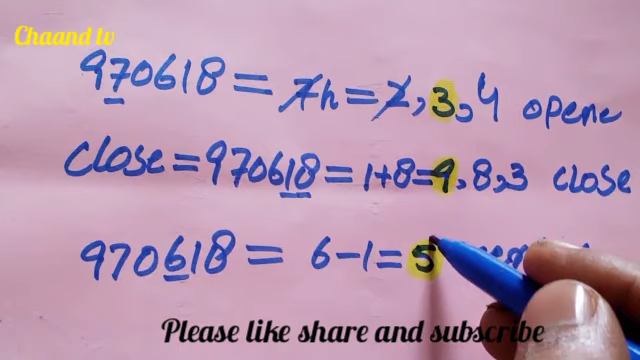 Chaand tv
970618 = 7h = 2, 3, 4 opene
close = 970618 = 1+8=9, 8, 3 close
970618 = 6-1=5
Please like share and subscribe